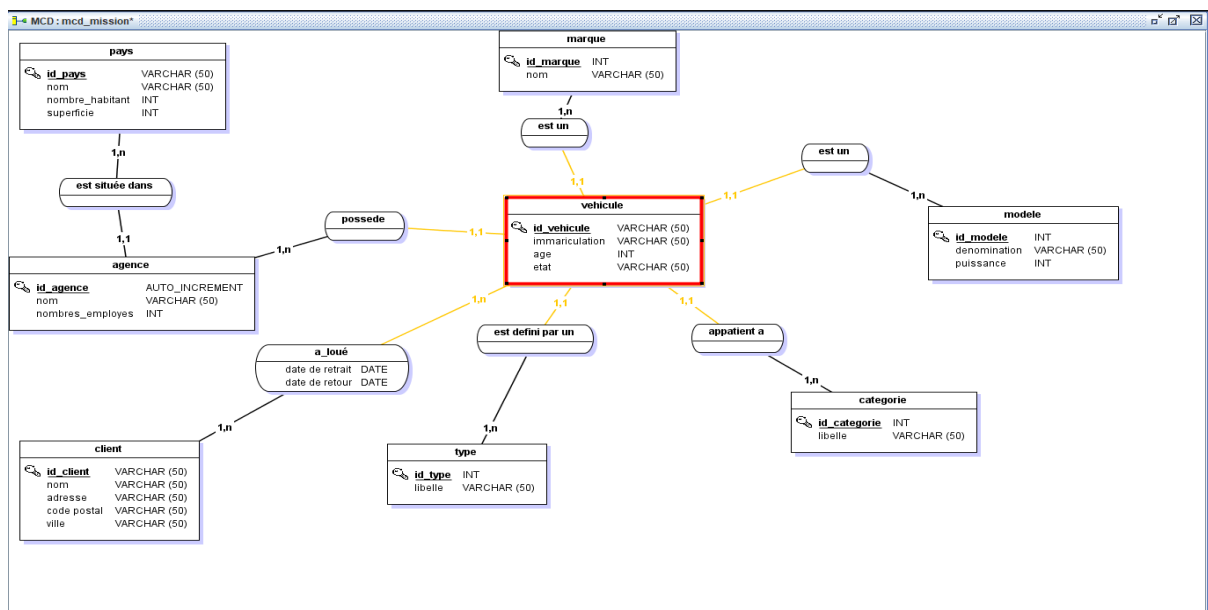 MCD : mcd_mission*
pays
id_pays VARCHAR (50)
nom VARCHAR (50)
nombre_habitant INT
superficie INT
1,n
est située dans
1,1
marque
id_marque INT
nom VARCHAR (50)
1,n
est un
1,1
est un
1,1
1,n
modele
id_modele INT
denomination VARCHAR (50)
puissance INT
vehicule
id_vehicule VARCHAR (50)
immariculation VARCHAR (50)
age INT
etat VARCHAR (50)
possede
1,1
1,n
agence
id_agence AUTO_INCREMENT
nom VARCHAR (50)
nombres_employes INT
1,n
a_loué
date de retrait DATE
date de retour DATE
1,n
1,1
est defini par un
1,n
1,1
appatient a
1,n
categorie
id_categorie INT
libelle VARCHAR (50)
client
id_client VARCHAR (50)
nom VARCHAR (50)
adresse VARCHAR (50)
code postal VARCHAR (50)
ville VARCHAR (50)
type
id_type INT
libelle VARCHAR (50)